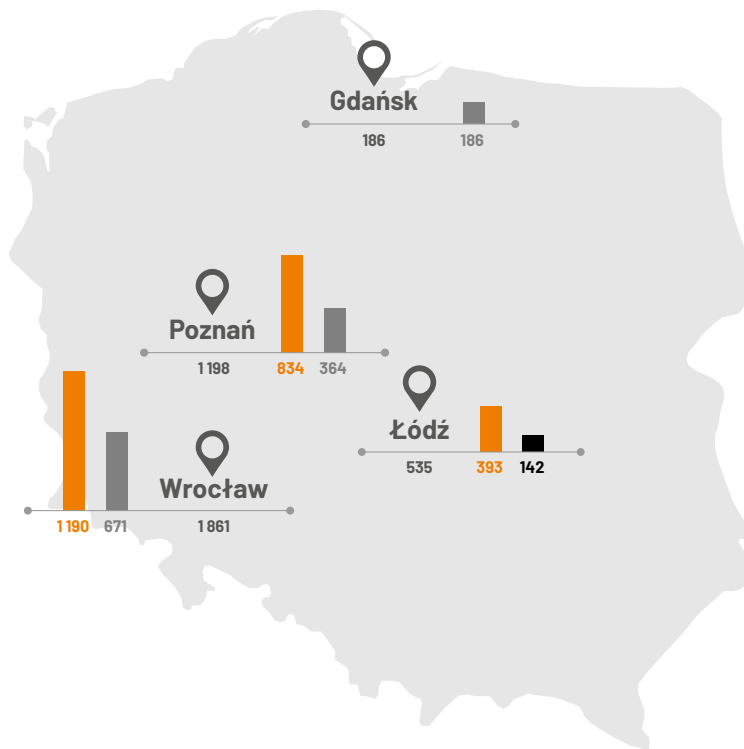 Gdańsk
186 186
Poznań
1 198 834 364
Łódź
535 393 142
Wrocław
1 190 671 1 861